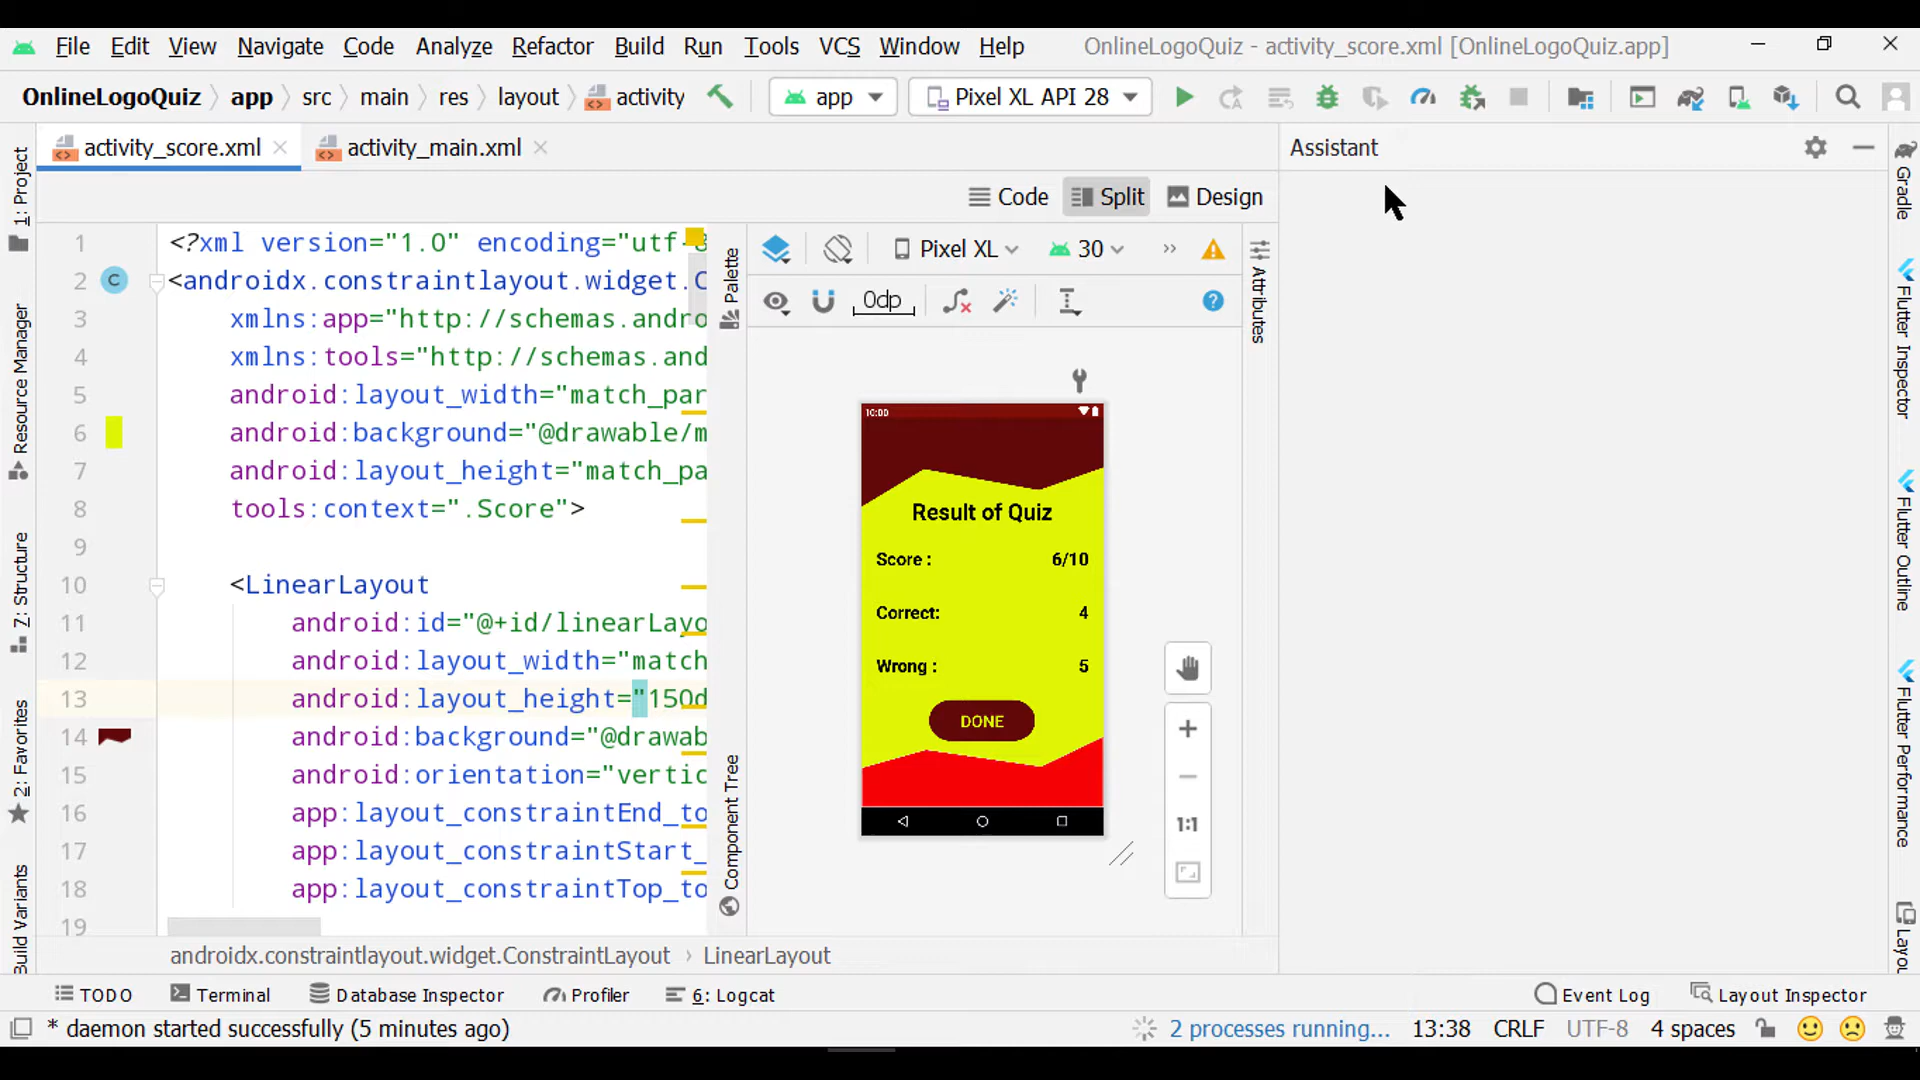 File Edit View Navigate Code Analyze Refactor Build Run Tools VCS Window Help OnlineLogoQuiz - activity_score.xml [OnlineLogoQuiz.app]
OnlineLogoQuiz app src main res layout activity app Pixel XL API 28
activity_score.xml activity_main.xml Assistant
Code Split Design
1 <?xml version="1.0" encoding="utf-8
2 <androidx.constraintlayout.widget.C
3 xmlns:app="http://schemas.andro
4 xmlns:tools="http://schemas.and
5 android:layout_width="match_par
6 android:background="@drawable/m
7 android:layout_height="match_pa
8 tools:context=".Score">
9
10 <LinearLayout
11 android:id="@+id/linearLayo
12 android:layout_width="match
13 android:layout_height="150d
14 android:background="@drawab
15 android:orientation="vertic
16 app:layout_constraintEnd_to
17 app:layout_constraintStart_
18 app:layout_constraintTop_to
19
androidx.constraintlayout.widget.ConstraintLayout LinearLayout
1: Project
Resource Manager
7: Structure
2: Favorites
Build Variants
Palette
Component Tree
Pixel XL 30
0dp
Attributes
10:00
Result of Quiz
Score : 6/10
Correct: 4
Wrong : 5
DONE
1:1
Gradle
Flutter Inspector
Flutter Outline
Flutter Performance
Layou
TODO Terminal Database Inspector Profiler 6: Logcat Event Log Layout Inspector
* daemon started successfully (5 minutes ago) 2 processes running... 13:38 CRLF UTF-8 4 spaces